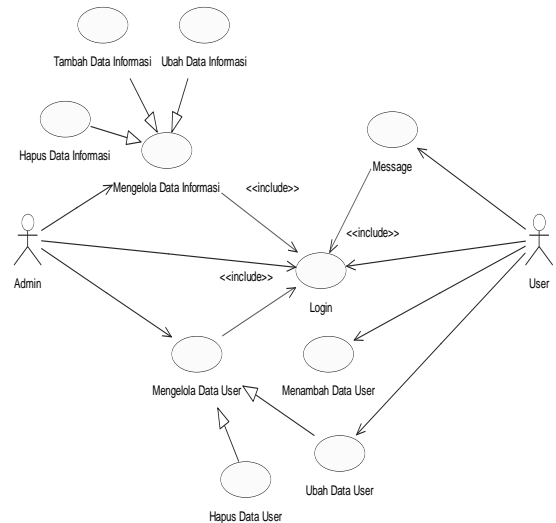 Tambah Data Informasi
Ubah Data Informasi
Hapus Data Informasi
Message
Mengelola Data Informasi
<<include>>
<<include>>
Admin
<<include>>
User
Login
Mengelola Data User
Menambah Data User
Ubah Data User
Hapus Data User